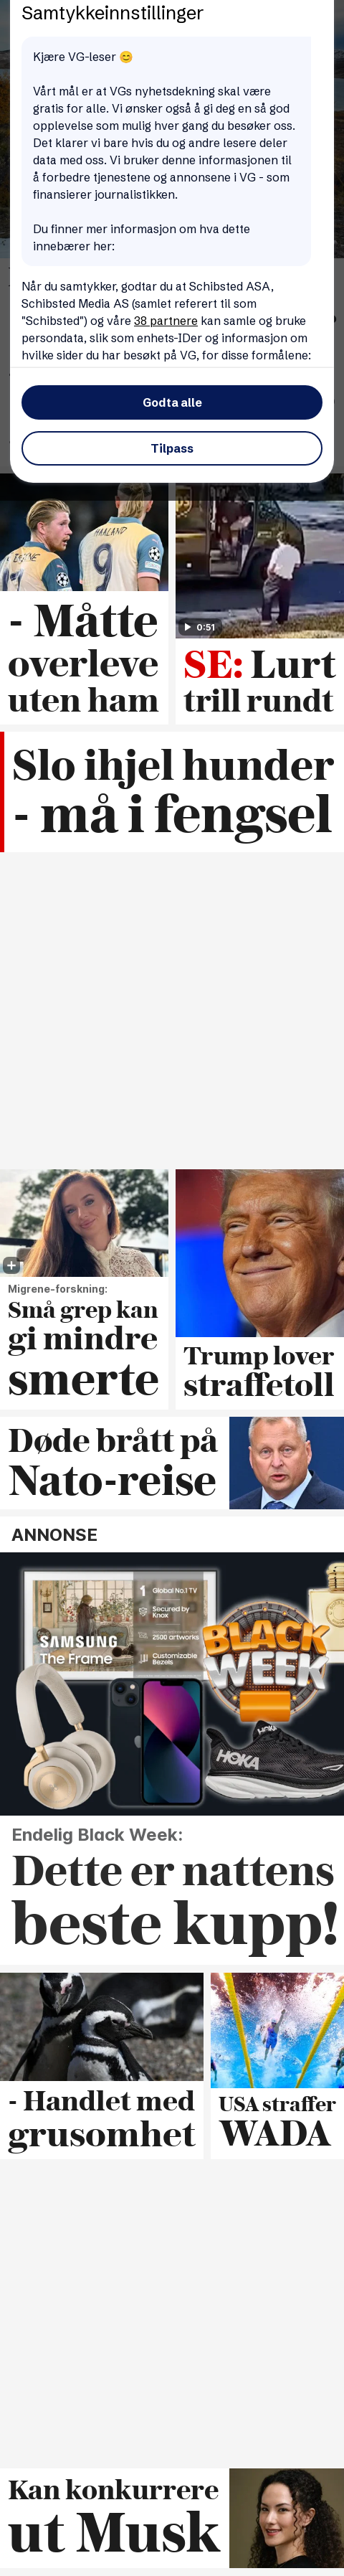 Samtykkeinnstillinger
Kjære VG-leser 😊
Vårt mål er at VGs nyhetsdekning skal være
gratis for alle. Vi ønsker også å gi deg en så god
opplevelse som mulig hver gang du besøker oss.
Det klarer vi bare hvis du og andre lesere deler
data med oss. Vi bruker denne informasjonen til
å forbedre tjenestene og annonsene i VG - som
finansierer journalistikken.
Du finner mer informasjon om hva dette
innebærer her:
Når du samtykker, godtar du at Schibsted ASA,
Schibsted Media AS (samlet referert til som
"Schibsted") og våre 38 partnere kan samle og bruke
persondata, slik som enhets-IDer og informasjon om
hvilke sider du har besøkt på VG, for disse formålene:
Godta alle
Tilpass
HAALAND
9
- Måtte
overleve
uten ham
0:51
SE: Lurt
trill rundt
Slo ihjel hunder
- må i fengsel
Migrene-forskning:
Små grep kan
gi mindre
smerte
Trump lover
straffetoll
Døde brått på
Nato-reise
ANNONSE
SAMSUNG
The Frame
1 Global No.1 TV
Secured by
Knox
2500 artworks
Customizable
Bezels
BLACK
WEEK
HOKA
Endelig Black Week:
Dette er nattens
beste kupp!
- Handlet med
grusomhet
USA straffer
WADA
Kan konkurrere
ut Musk